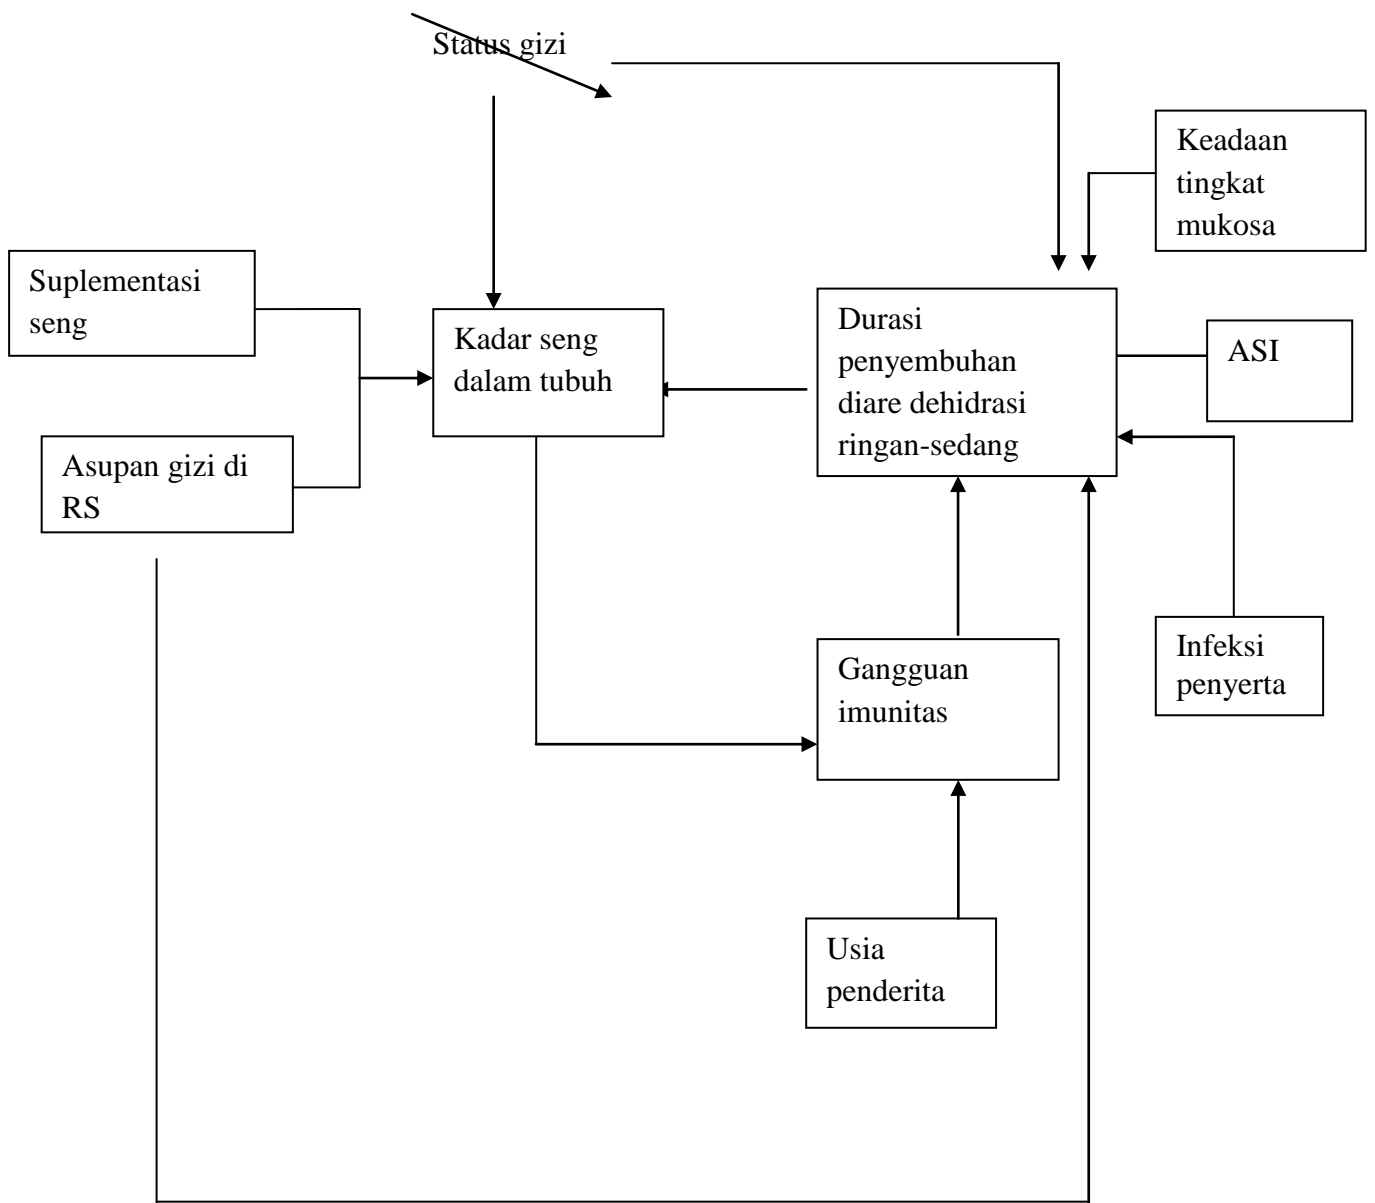 Status gizi
Keadaan
tingkat
mukosa
Suplementasi
seng
Kadar seng
dalam tubuh
Durasi
penyembuhan
diare dehidrasi
ringan-sedang
ASI
Asupan gizi di
RS
Gangguan
imunitas
Infeksi
penyerta
Usia
penderita